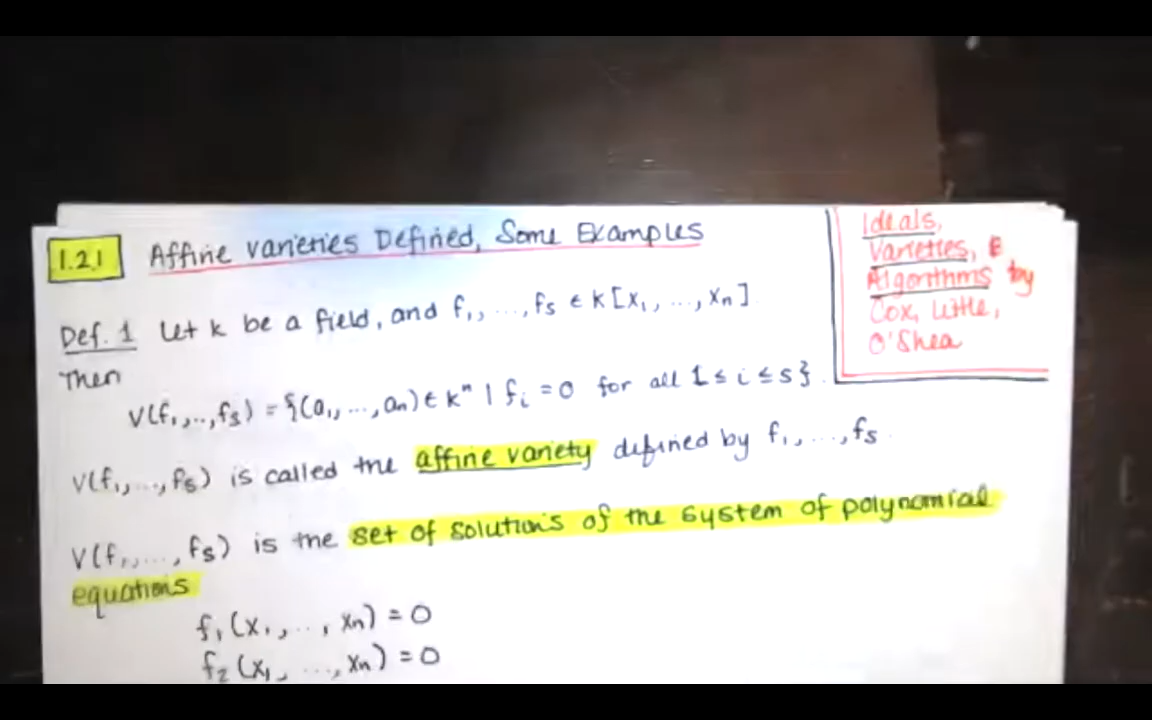 1.2.1 Affine Varieties Defined, Some Examples
Ideals,
Varieties, &
Algorithms by
Cox, Little,
O'Shea
Def. 1 Let k be a field, and f₁, ..., fₛ ∈ k[x₁, ..., xₙ].
Then
V(f₁,..,fₛ) = {(a₁, ..., aₙ) ∈ kⁿ | fᵢ = 0 for all 1 ≤ i ≤ s}.
V(f₁, ..., fₛ) is called the affine variety defined by f₁, ..., fₛ.
V(f₁, ..., fₛ) is the set of solutions of the system of polynomial
equations
f₁(x₁, ..., xₙ) = 0
f₂(x₁, ..., xₙ) = 0